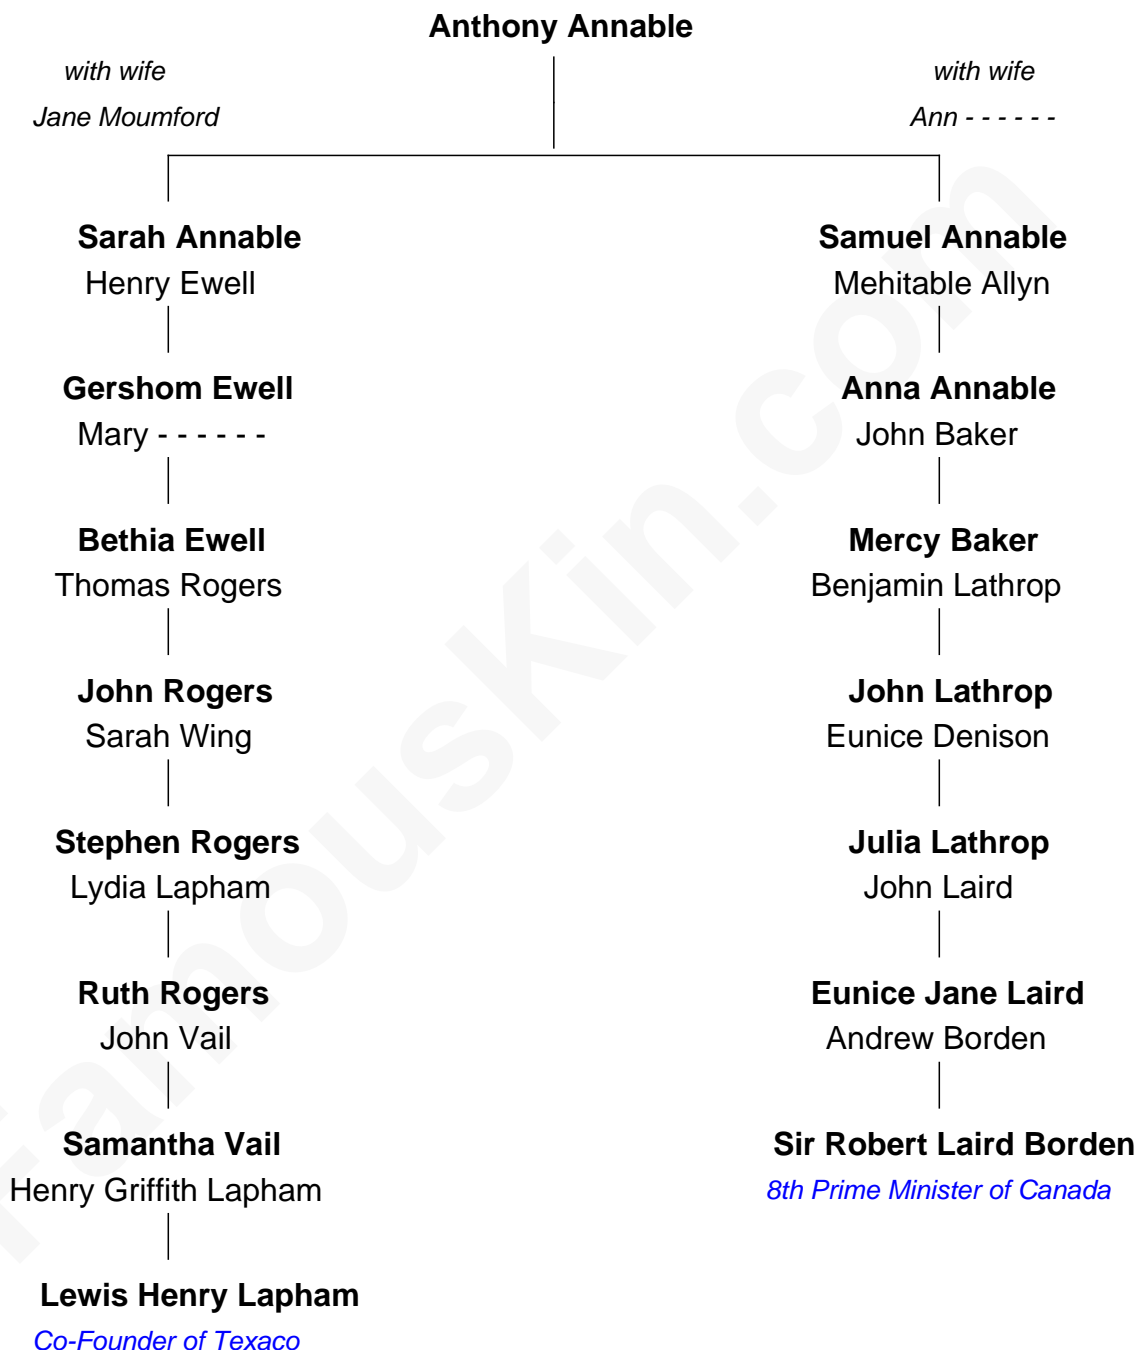 Anthony Annable
with wife
Jane Moumford
with wife
Ann - - - - - -
Sarah Annable
Henry Ewell
Gershom Ewell
Mary - - - - - -
Bethia Ewell
Thomas Rogers
John Rogers
Sarah Wing
Stephen Rogers
Lydia Lapham
Ruth Rogers
John Vail
Samantha Vail
Henry Griffith Lapham
Lewis Henry Lapham
Co-Founder of Texaco
Samuel Annable
Mehitable Allyn
Anna Annable
John Baker
Mercy Baker
Benjamin Lathrop
John Lathrop
Eunice Denison
Julia Lathrop
John Laird
Eunice Jane Laird
Andrew Borden
Sir Robert Laird Borden
8th Prime Minister of Canada
FamousKin.com